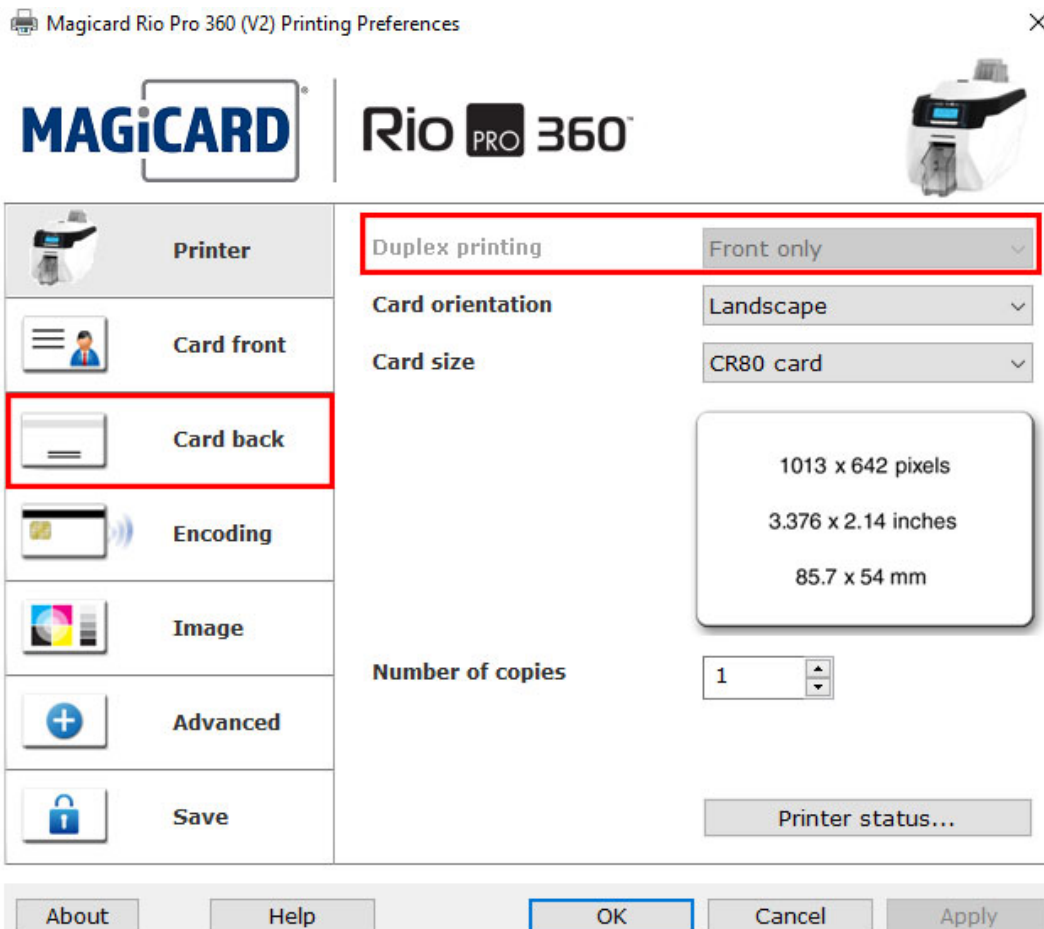 Magicard Rio Pro 360 (V2) Printing Preferences
MAGiCARD® Rio PRO 360™
Printer
Duplex printing Front only
Card orientation Landscape
Card front
Card size CR80 card
Card back
1013 x 642 pixels
3.376 x 2.14 inches
85.7 x 54 mm
Encoding
Image
Number of copies 1
Advanced
Save
Printer status...
About Help OK Cancel Apply